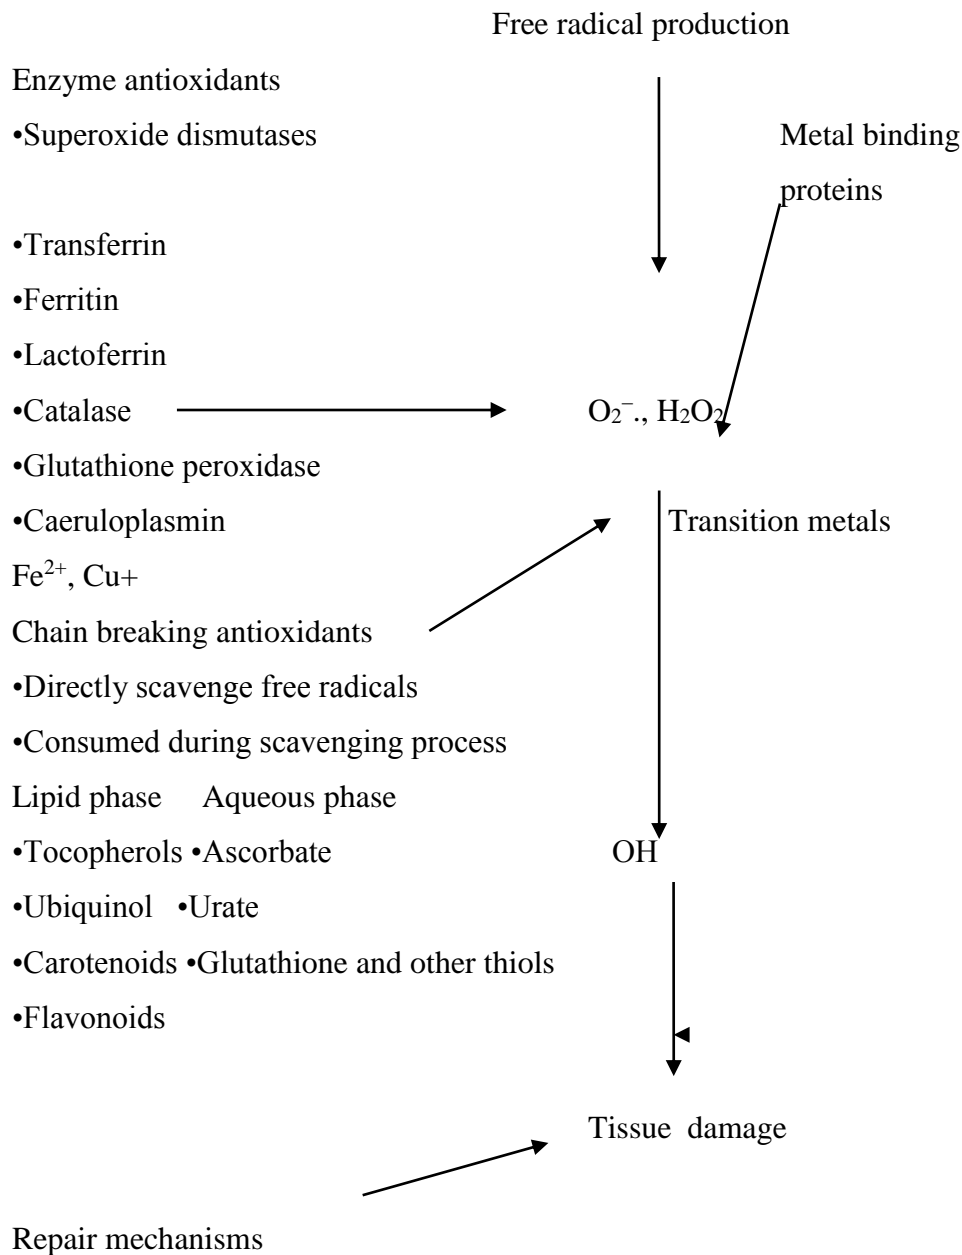 Free radical production
Enzyme antioxidants
•Superoxide dismutases
Metal binding
proteins
•Transferrin
•Ferritin
•Lactoferrin
•Catalase
O₂⁻., H₂O₂
•Glutathione peroxidase
•Caeruloplasmin
Transition metals
Fe²⁺, Cu+
Chain breaking antioxidants
•Directly scavenge free radicals
•Consumed during scavenging process
Lipid phase Aqueous phase
•Tocopherols •Ascorbate
OH
•Ubiquinol •Urate
•Carotenoids •Glutathione and other thiols
•Flavonoids
Tissue damage
Repair mechanisms